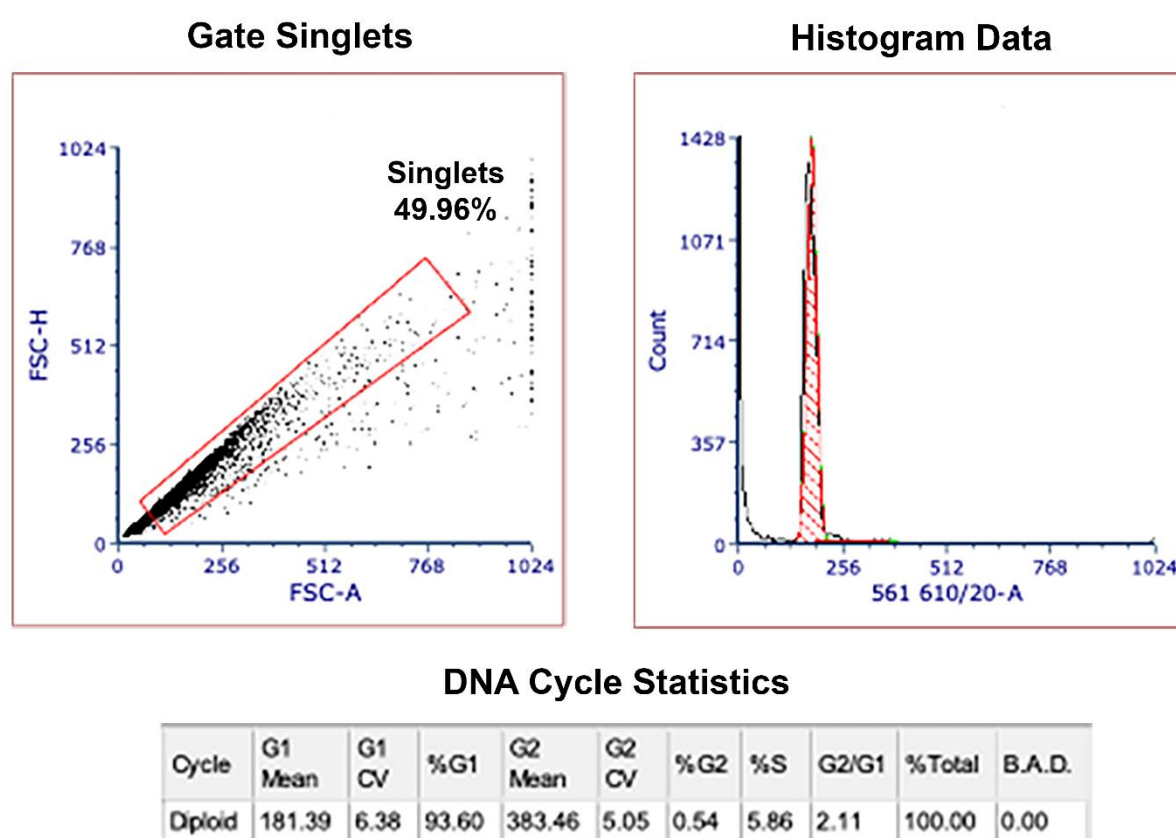 Gate Singlets
1024
768
512
256
0
FSC-H
Singlets
49.96%
0 256 512 768 1024
FSC-A
Histogram Data
1428
1071
714
357
0
Count
0 256 512 768 1024
561 610/20-A
DNA Cycle Statistics
Cycle G1 Mean G1 CV %G1 G2 Mean G2 CV %G2 %S G2/G1 %Total B.A.D.
Diploid 181.39 6.38 93.60 383.46 5.05 0.54 5.86 2.11 100.00 0.00